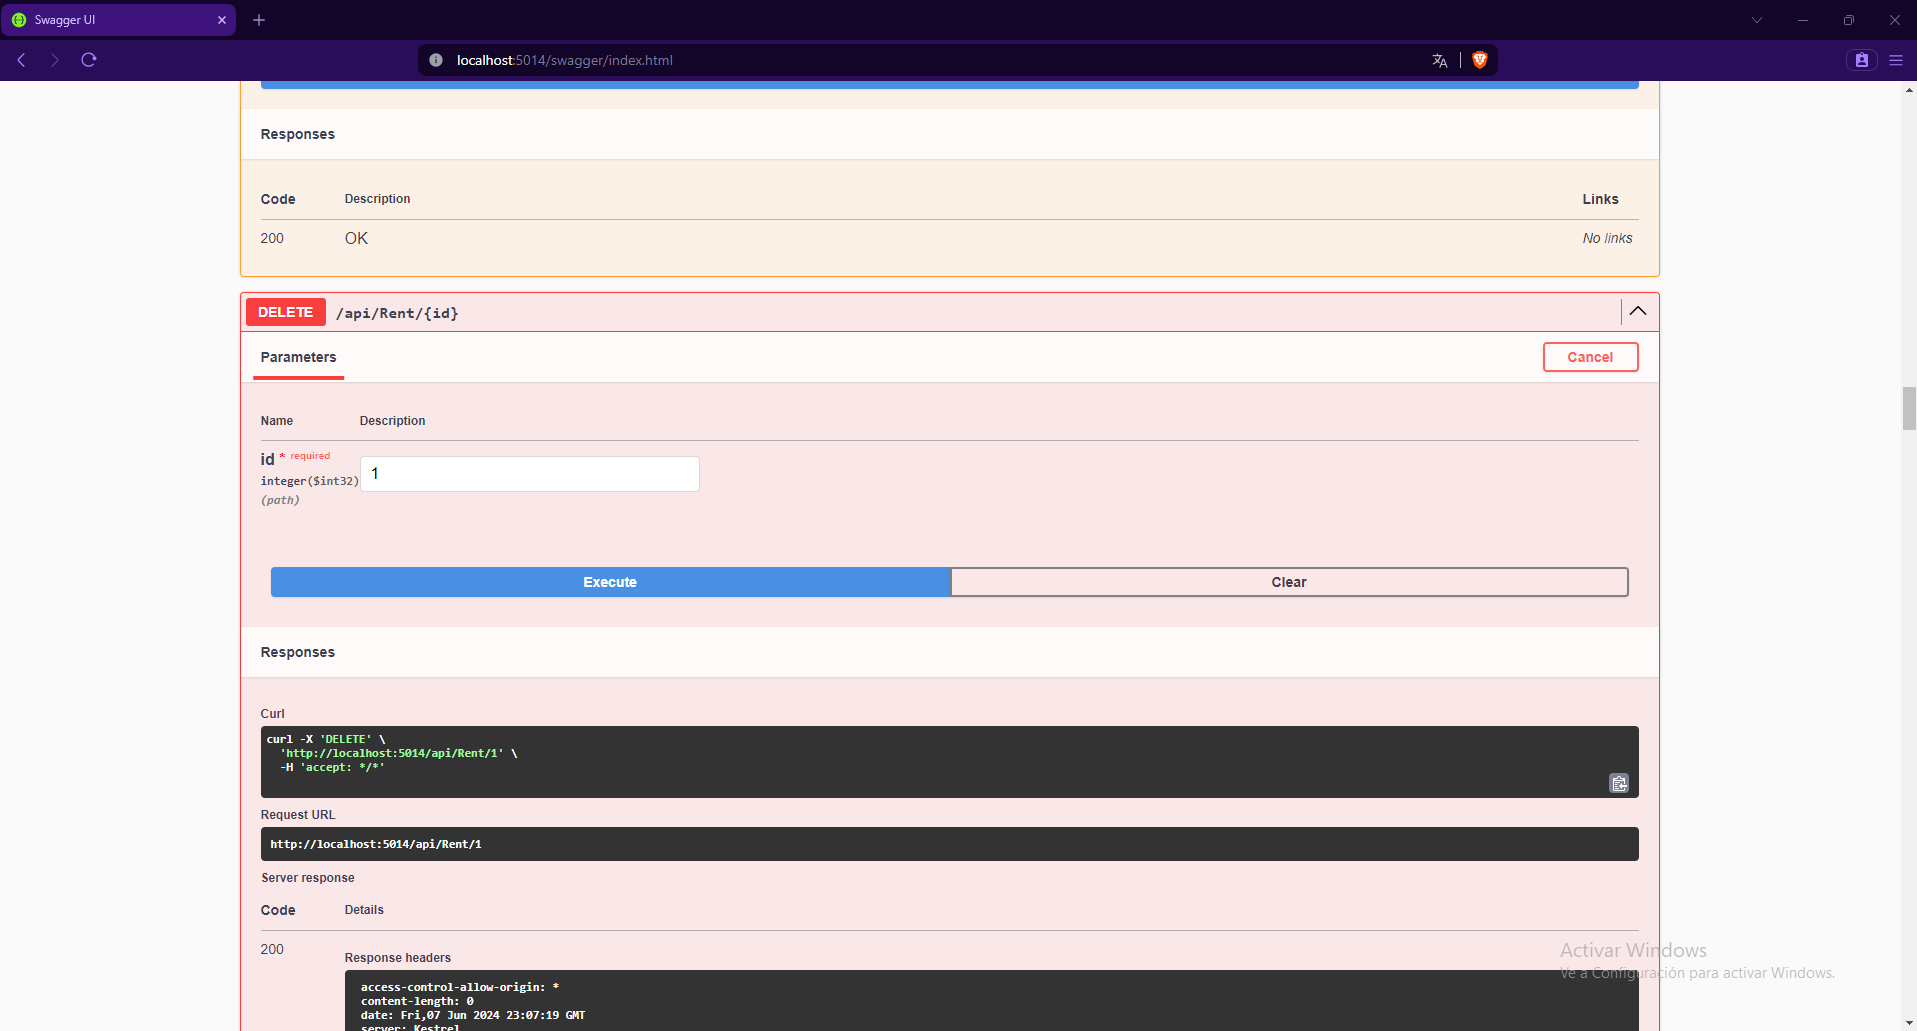 Swagger UI
localhost:5014/swagger/index.html
Responses
Code Description Links
200 OK No links
DELETE /api/Rent/{id}
Parameters Cancel
Name Description
id * required
integer($int32)
(path)
1
Execute Clear
Responses
Curl
curl -X 'DELETE' \
'http://localhost:5014/api/Rent/1' \
-H 'accept: */*'
Request URL
http://localhost:5014/api/Rent/1
Server response
Code Details
200
Response headers
access-control-allow-origin: *
content-length: 0
date: Fri,07 Jun 2024 23:07:19 GMT
server: Kestrel
Activar Windows
Ve a Configuración para activar Windows.